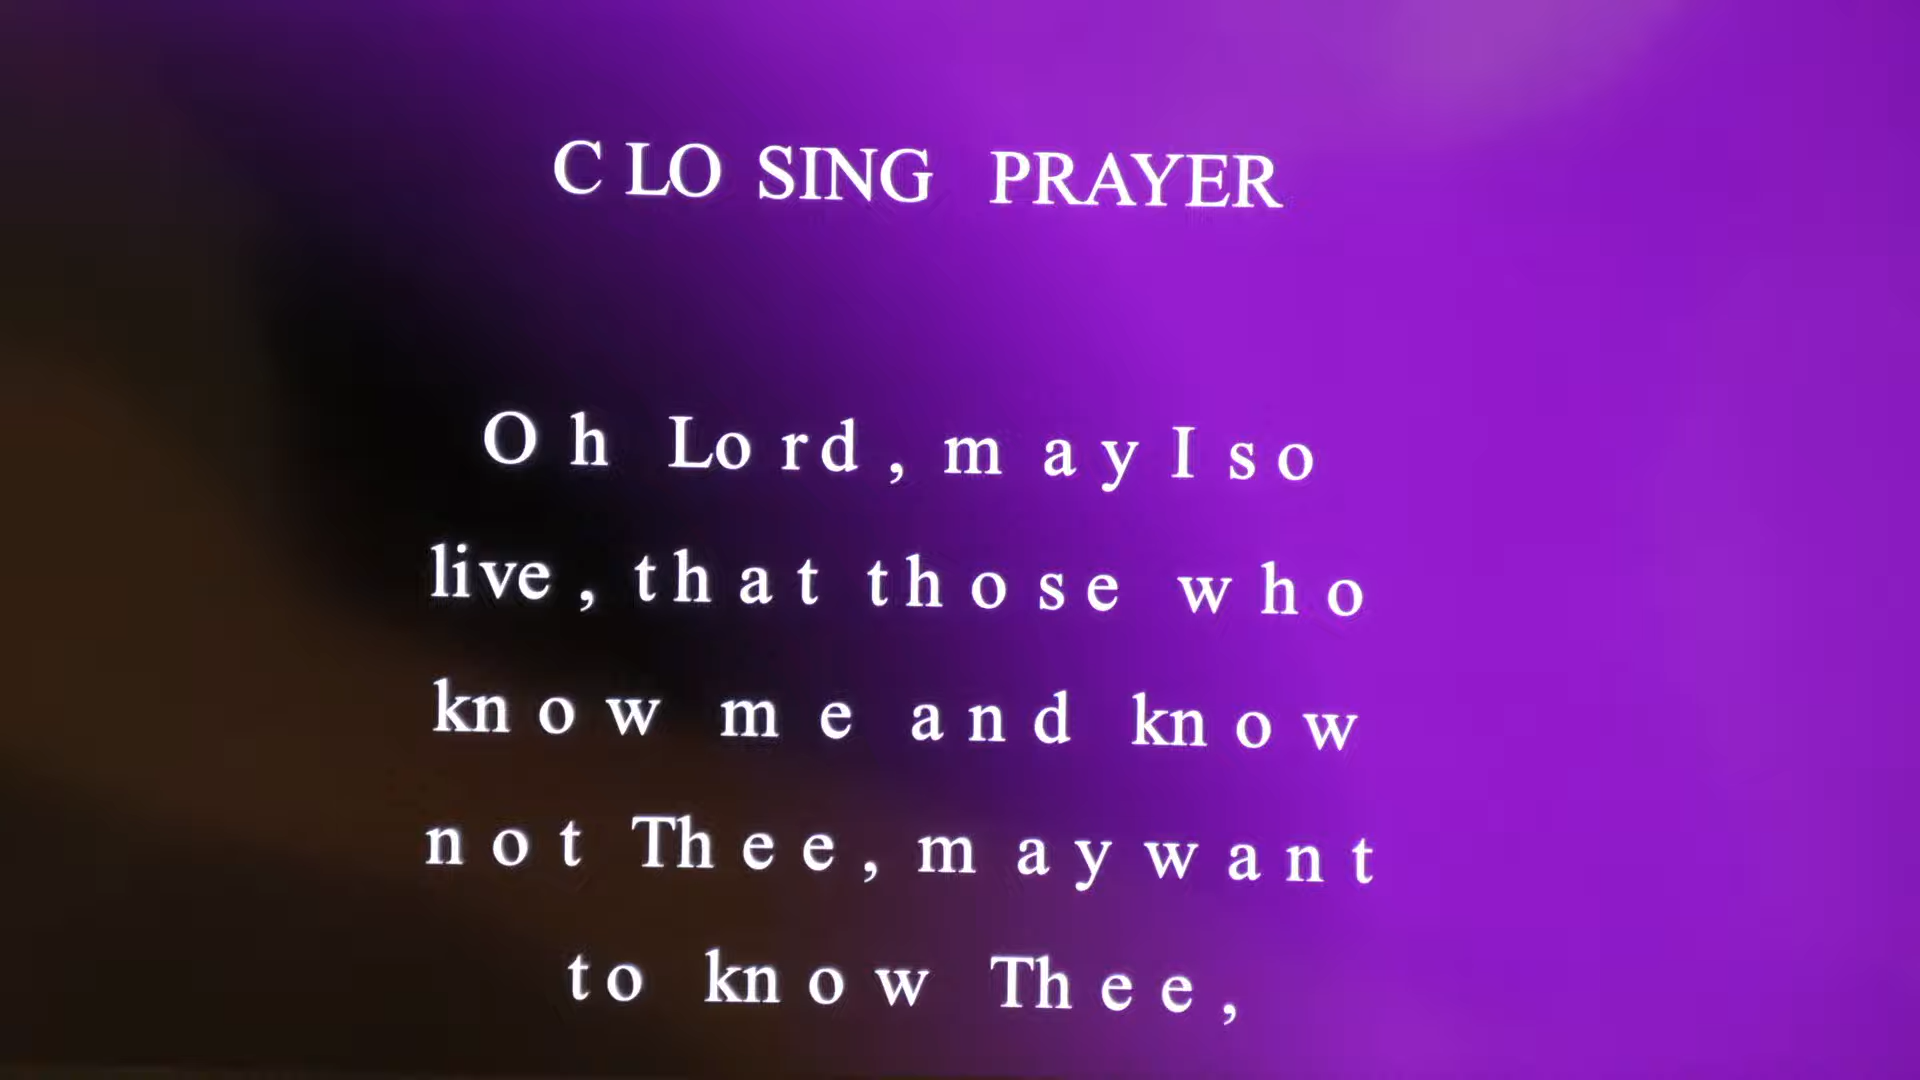 CLOSING PRAYER
Oh Lord, may I so
live, that those who
know me and know
not Thee, may want
to know Thee,